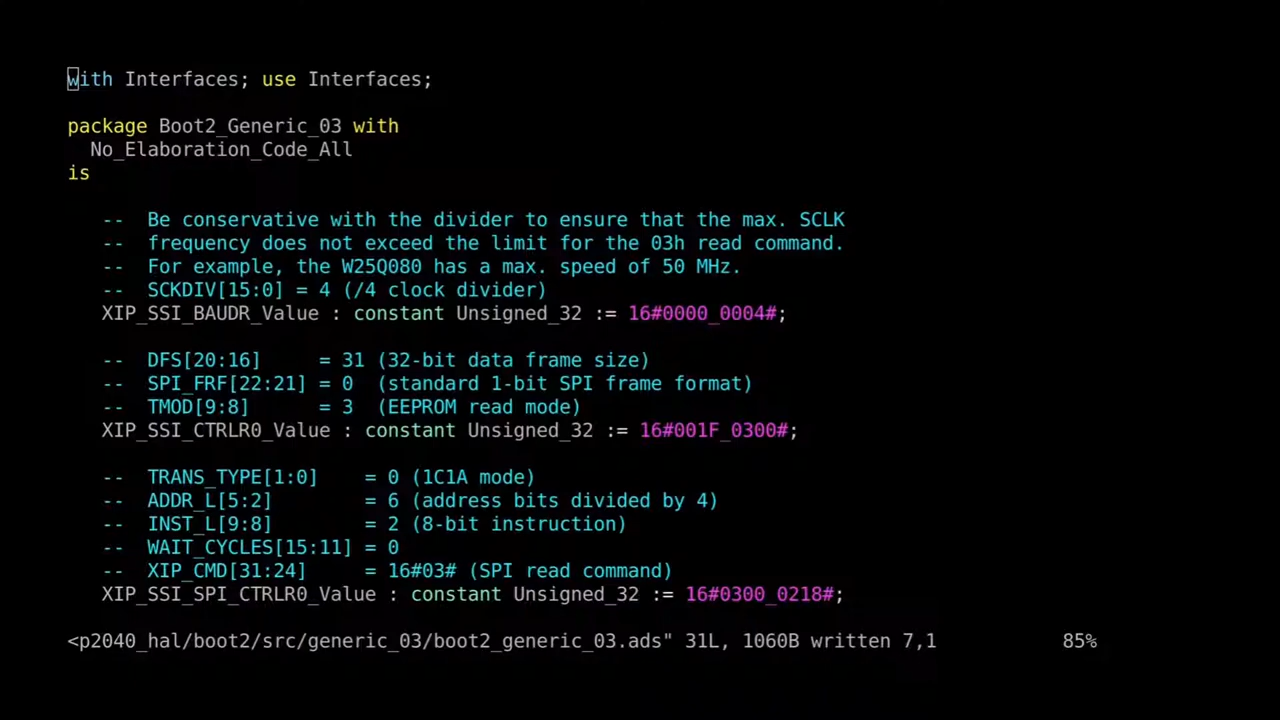 with Interfaces; use Interfaces;
package Boot2_Generic_03 with
No_Elaboration_Code_All
is
-- Be conservative with the divider to ensure that the max. SCLK
-- frequency does not exceed the limit for the 03h read command.
-- For example, the W25Q080 has a max. speed of 50 MHz.
-- SCKDIV[15:0] = 4 (/4 clock divider)
XIP_SSI_BAUDR_Value : constant Unsigned_32 := 16#0000_0004#;
-- DFS[20:16] = 31 (32-bit data frame size)
-- SPI_FRF[22:21] = 0 (standard 1-bit SPI frame format)
-- TMOD[9:8] = 3 (EEPROM read mode)
XIP_SSI_CTRLR0_Value : constant Unsigned_32 := 16#001F_0300#;
-- TRANS_TYPE[1:0] = 0 (1C1A mode)
-- ADDR_L[5:2] = 6 (address bits divided by 4)
-- INST_L[9:8] = 2 (8-bit instruction)
-- WAIT_CYCLES[15:11] = 0
-- XIP_CMD[31:24] = 16#03# (SPI read command)
XIP_SSI_SPI_CTRLR0_Value : constant Unsigned_32 := 16#0300_0218#;
<p2040_hal/boot2/src/generic_03/boot2_generic_03.ads" 31L, 1060B written 7,1 85%